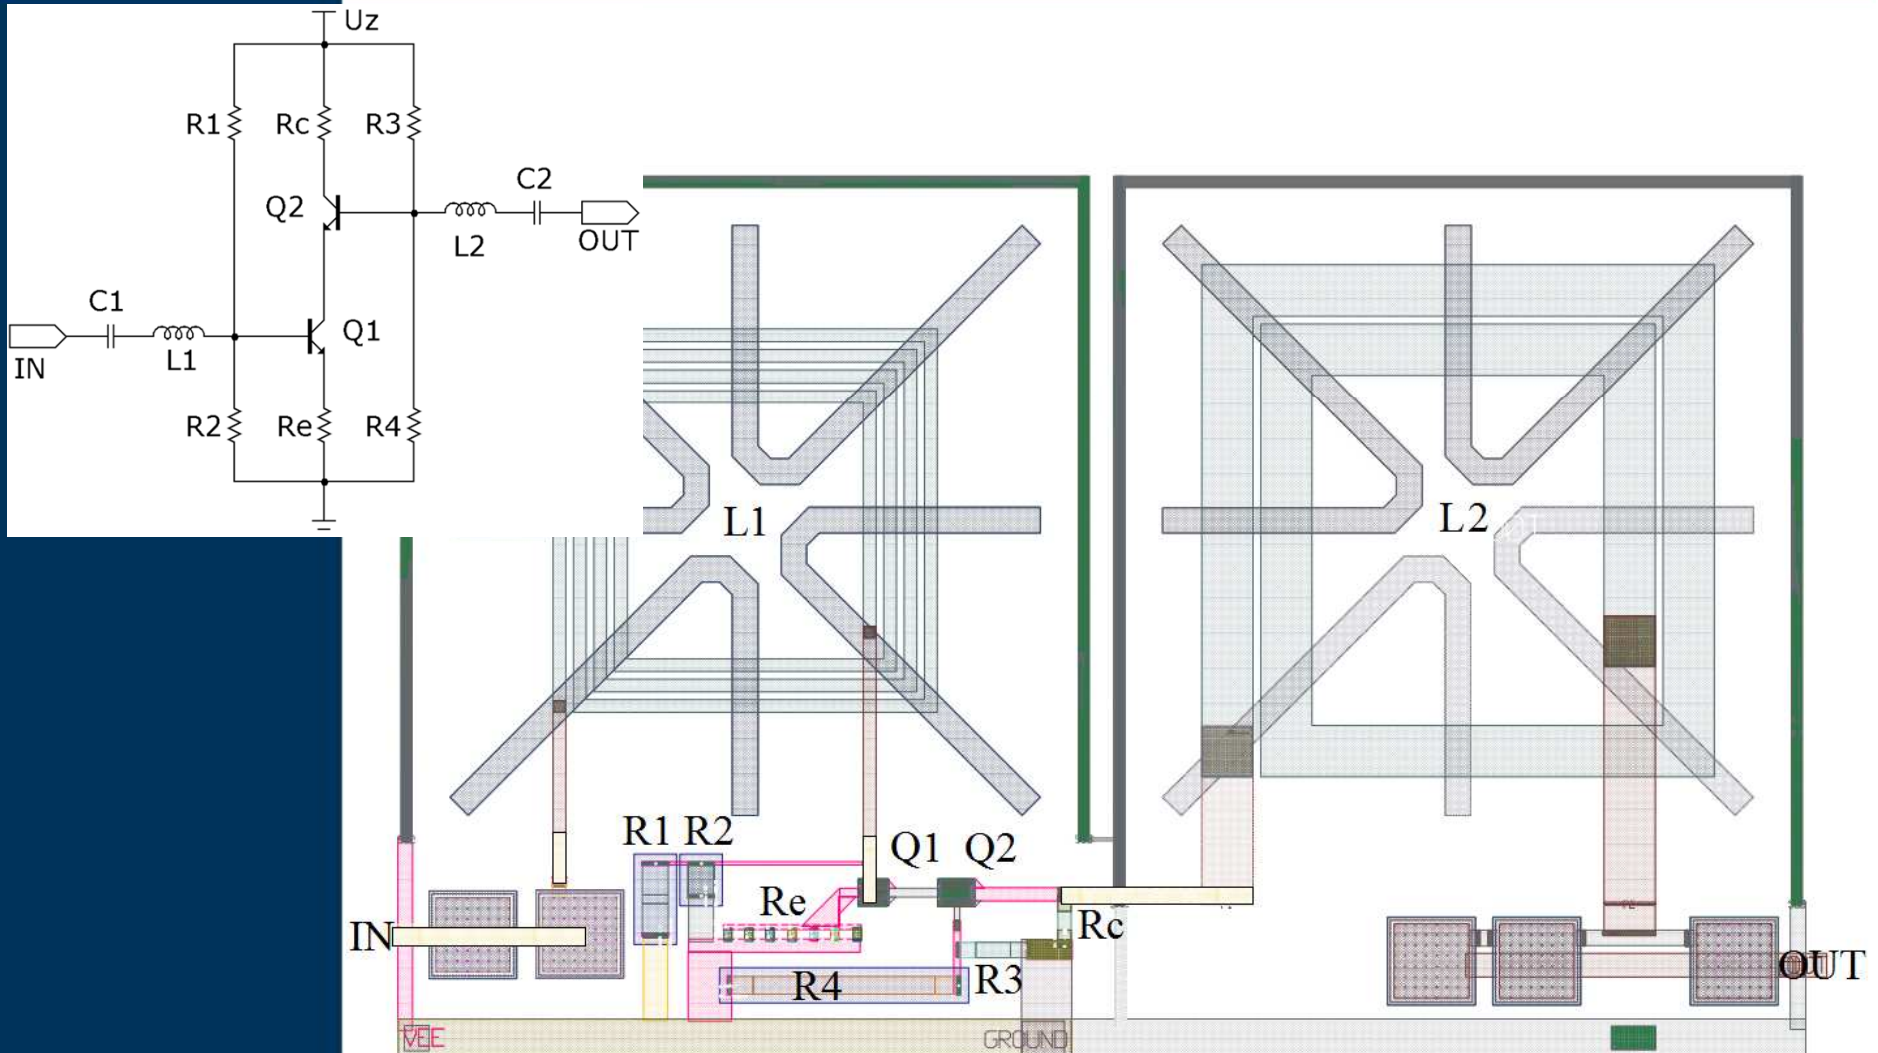 Uz
R1
Rc
R3
C2
Q2
OUT
L2
C1
Q1
L1
IN
R2
Re
R4
L1
L2
R1
R2
Q1
Q2
Re
IN
Rc
R4
R3
OUT
VEE
GROUND